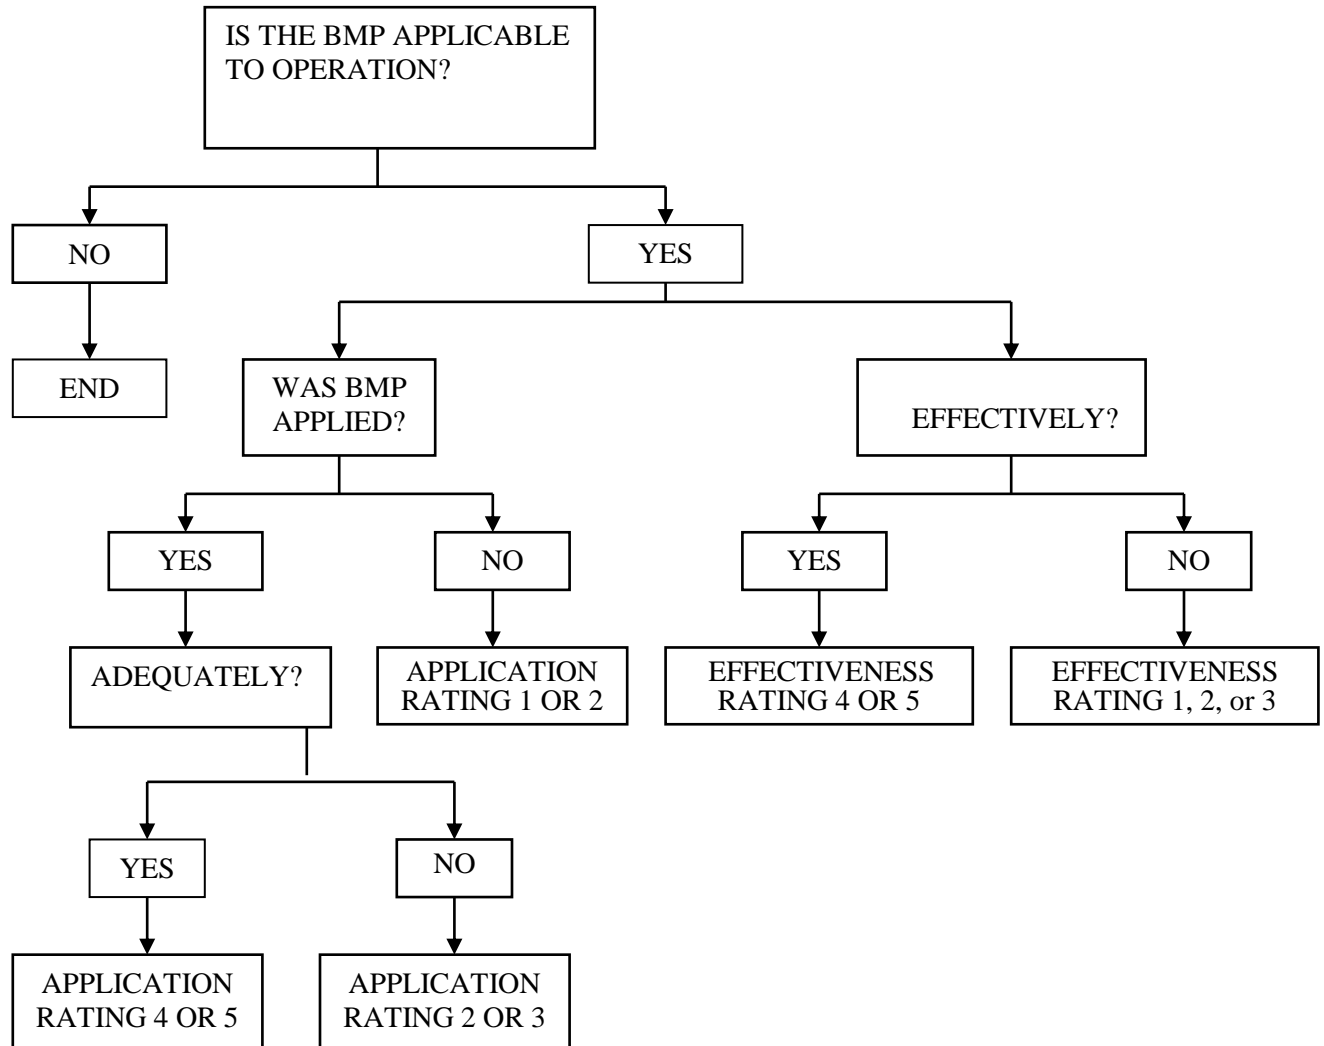 IS THE BMP APPLICABLE
TO OPERATION?
NO
YES
END
WAS BMP
APPLIED?
EFFECTIVELY?
YES
NO
YES
NO
ADEQUATELY?
APPLICATION
RATING 1 OR 2
EFFECTIVENESS
RATING 4 OR 5
EFFECTIVENESS
RATING 1, 2, or 3
YES
NO
APPLICATION
RATING 4 OR 5
APPLICATION
RATING 2 OR 3